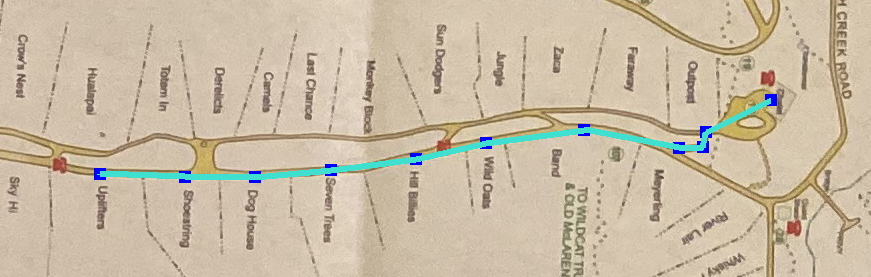 Crow's Nest
Hualapai
Totem In
Derelicts
Camels
Last Chance
Monkey Block
Sun Dodgers
Jungle
Zaca
Faraway
Outpost
CREEK ROAD
Sky Hi
Uplifters
Shoestring
Dog House
Seven Trees
Hill Billies
Wild Oats
Band
TO WILDCAT TR
& OLD McLAREN
Meyerling
River Lair
Whisky